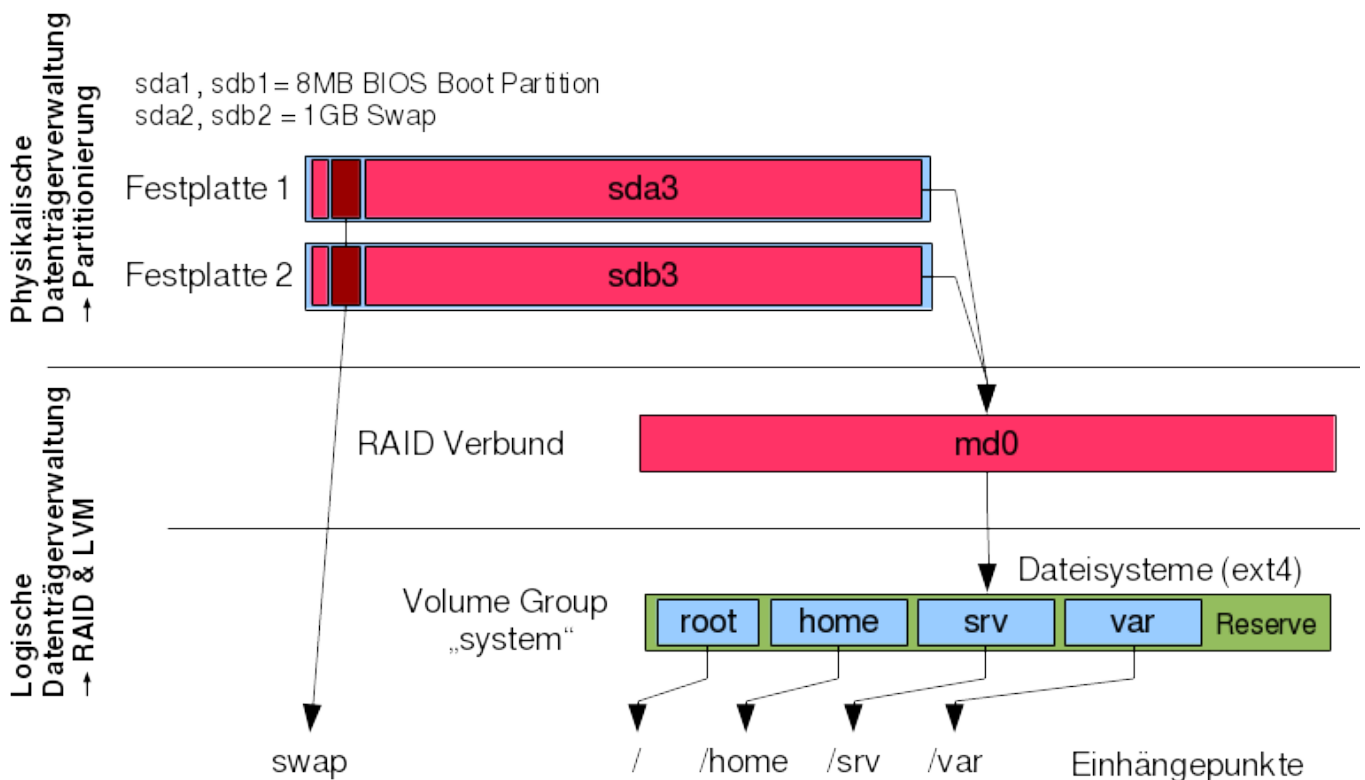 Physikalische
Datenträgerverwaltung
→ Partitionierung
sda1, sdb1 = 8MB BIOS Boot Partition
sda2, sdb2 = 1GB Swap
Festplatte 1
sda3
Festplatte 2
sdb3
Logische
Datenträgerverwaltung
→ RAID & LVM
RAID Verbund
md0
Dateisysteme (ext4)
Volume Group
„system“
root
home
srv
var
Reserve
swap
/
/home
/srv
/var
Einhängepunkte